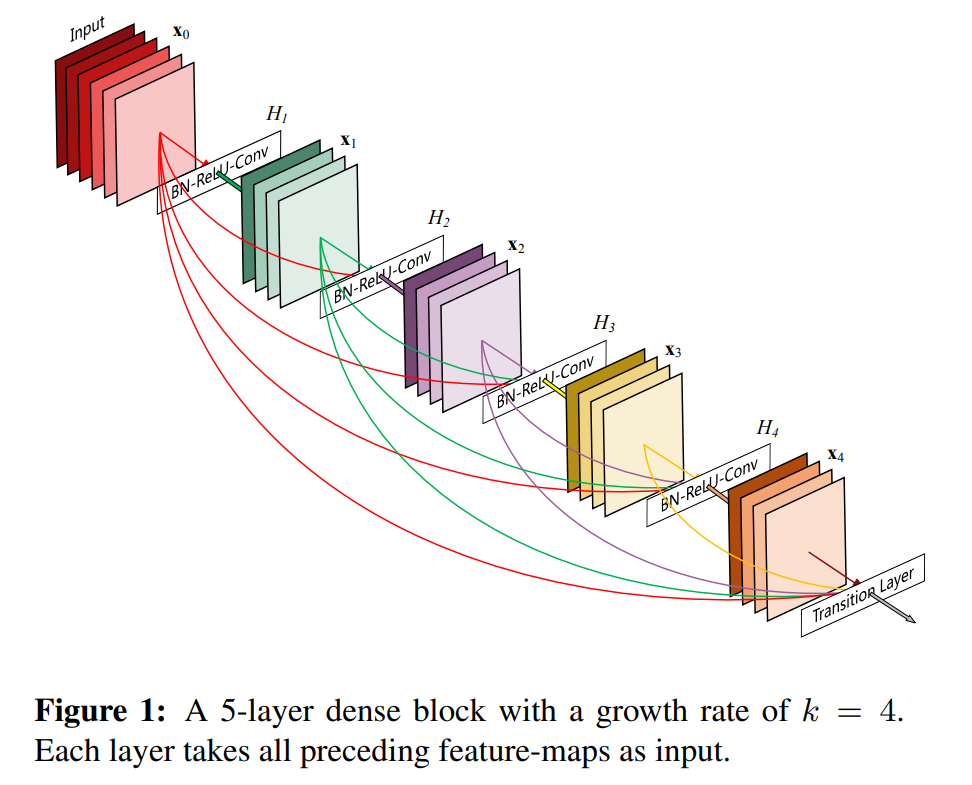 Input
x0
H1
BN-ReLU-Conv
x1
H2
BN-ReLU-Conv
x2
H3
BN-ReLU-Conv
x3
H4
BN-ReLU-Conv
x4
Transition Layer
Figure 1: A 5-layer dense block with a growth rate of k = 4.
Each layer takes all preceding feature-maps as input.